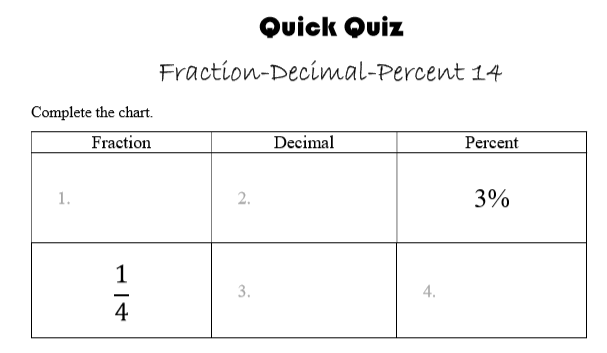 Quick Quiz
Fraction-Decimal-Percent 14
Complete the chart.
Fraction Decimal Percent
1. 2. 3%
1/4 3. 4.